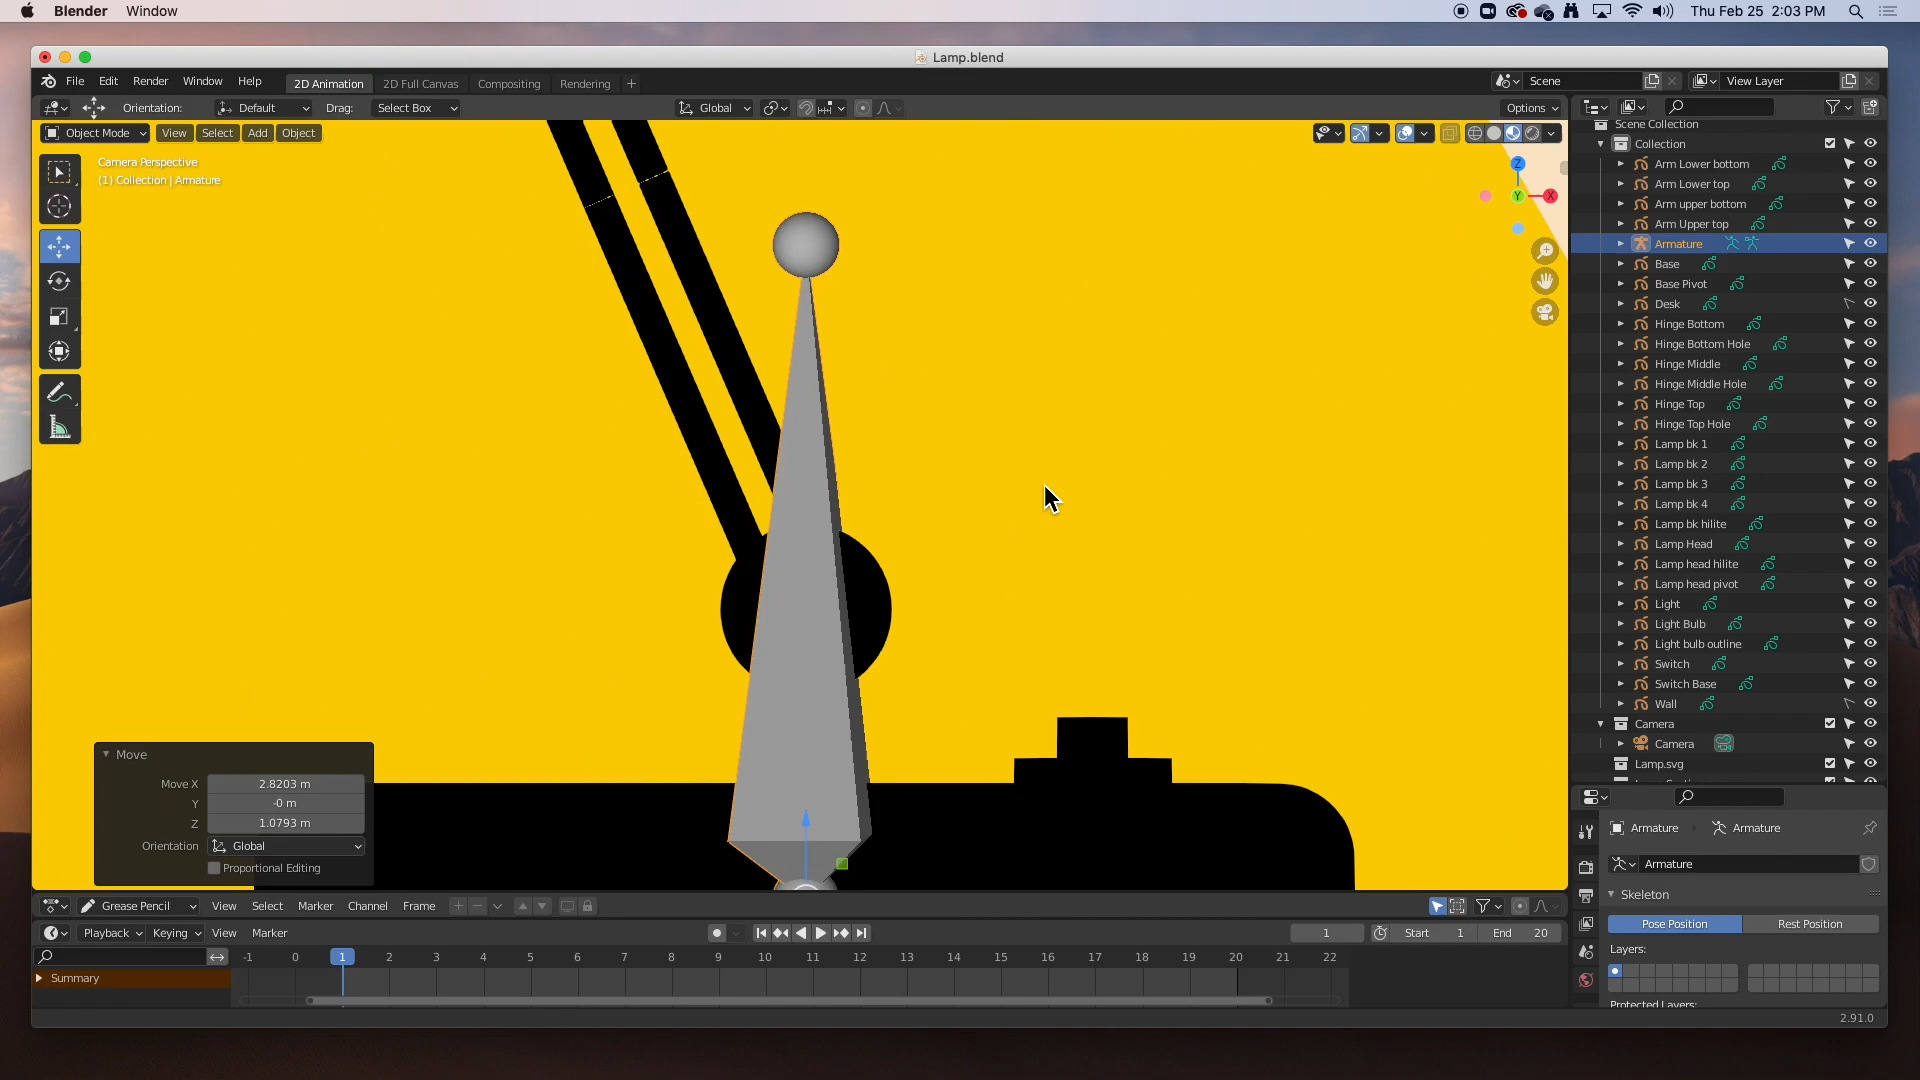 Blender Window
Thu Feb 25 2:03 PM
Lamp.blend
File Edit Render Window Help
2D Animation 2D Full Canvas Compositing Rendering +
Scene
View Layer
Orientation: Default Drag: Select Box
Global
Options
Object Mode View Select Add Object
Camera Perspective
(1) Collection | Armature
Z
Y
X
Scene Collection
Collection
Arm Lower bottom
Arm Lower top
Arm upper bottom
Arm Upper top
Armature
Base
Base Pivot
Desk
Hinge Bottom
Hinge Bottom Hole
Hinge Middle
Hinge Middle Hole
Hinge Top
Hinge Top Hole
Lamp bk 1
Lamp bk 2
Lamp bk 3
Lamp bk 4
Lamp bk hilite
Lamp Head
Lamp head hilite
Lamp head pivot
Light
Light Bulb
Light bulb outline
Switch
Switch Base
Wall
Camera
Camera
Lamp.svg
Armature Armature
Armature
Skeleton
Pose Position Rest Position
Layers:
Protected Layers:
Move
Move X 2.8203 m
Y -0 m
Z 1.0793 m
Orientation Global
Proportional Editing
Grease Pencil View Select Marker Channel Frame
Playback Keying View Marker
1 Start 1 End 20
-1 0 1 2 3 4 5 6 7 8 9 10 11 12 13 14 15 16 17 18 19 20 21 22
Summary
2.91.0